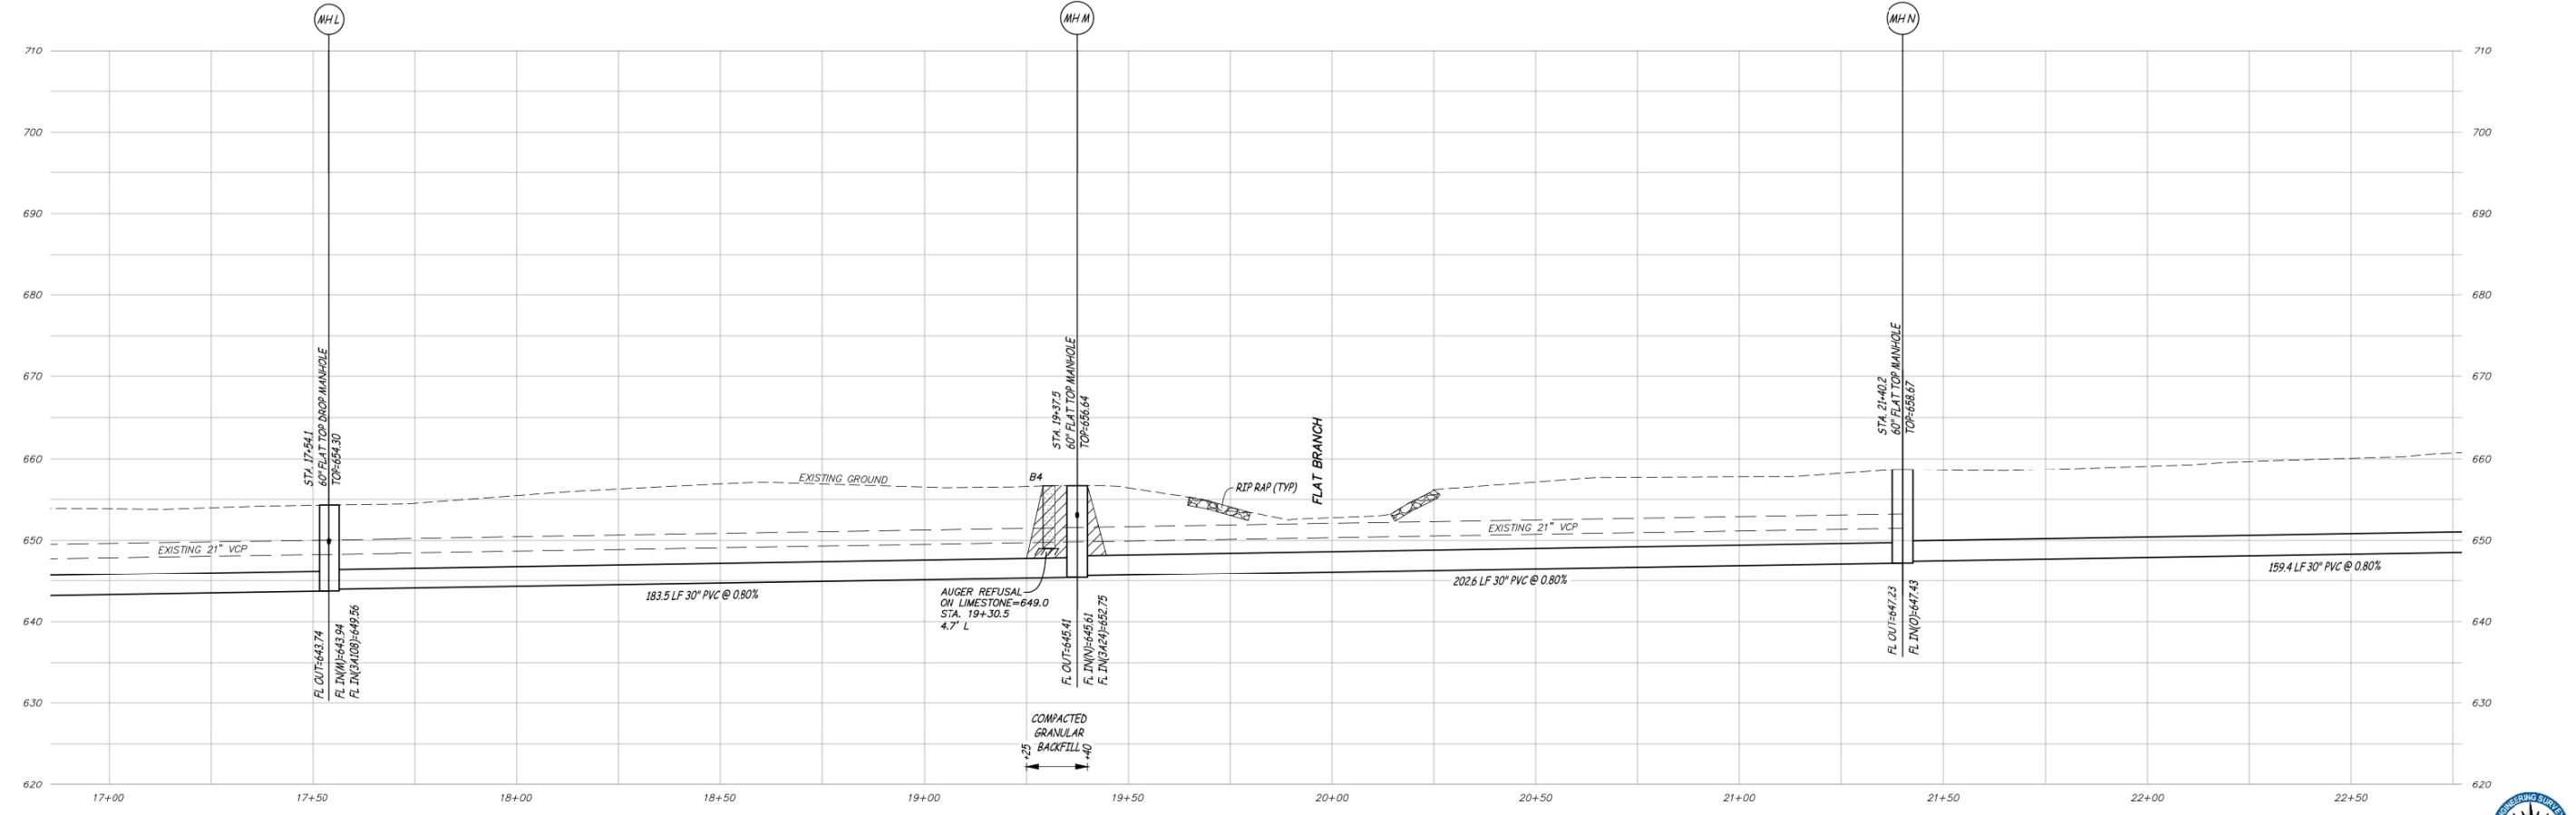 MH L
MH M
MH N
710
710
700
700
690
690
680
680
670
670
660
660
650
650
640
640
630
630
620
620
STA. 17+54.1
60" FLAT TOP DROP MANHOLE
TOP=654.30
STA. 19+37.5
60" FLAT TOP MANHOLE
TOP=656.64
STA. 21+40.2
60" FLAT TOP MANHOLE
TOP=658.67
FLAT BRANCH
EXISTING GROUND
B4
RIP RAP (TYP)
EXISTING 21" VCP
EXISTING 21" VCP
183.5 LF 30" PVC @ 0.80%
202.6 LF 30" PVC @ 0.80%
159.4 LF 30" PVC @ 0.80%
AUGER REFUSAL
ON LIMESTONE=649.0
STA. 19+30.5
4.7' L
FL OUT=643.74
FL IN(M)=643.94
FL IN(3A108)=649.56
FL OUT=645.41
FL IN(N)=645.61
FL IN(3A24)=652.75
FL OUT=647.23
FL IN(O)=647.43
COMPACTED
GRANULAR
BACKFILL
+25
+40
17+00
17+50
18+00
18+50
19+00
19+50
20+00
20+50
21+00
21+50
22+00
22+50